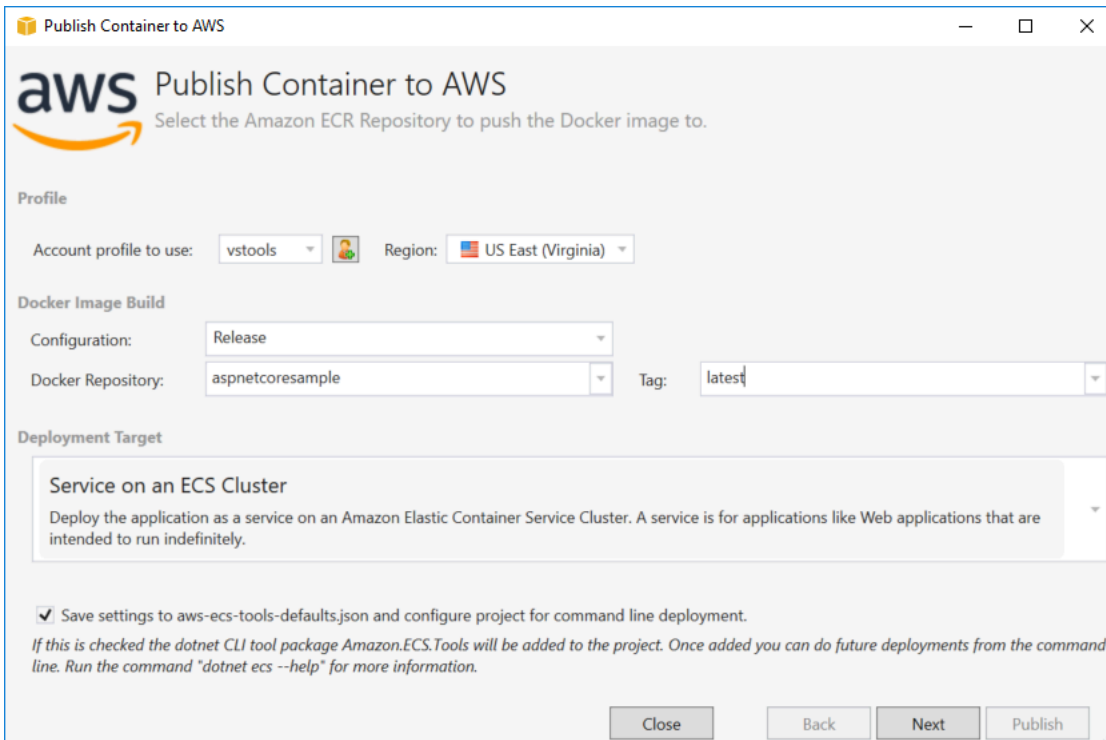 Publish Container to AWS
aws
Publish Container to AWS
Select the Amazon ECR Repository to push the Docker image to.
Profile
Account profile to use: vstools Region: US East (Virginia)
Docker Image Build
Configuration: Release
Docker Repository: aspnetcoresample Tag: latest
Deployment Target
Service on an ECS Cluster
Deploy the application as a service on an Amazon Elastic Container Service Cluster. A service is for applications like Web applications that are
intended to run indefinitely.
Save settings to aws-ecs-tools-defaults.json and configure project for command line deployment.
If this is checked the dotnet CLI tool package Amazon.ECS.Tools will be added to the project. Once added you can do future deployments from the command
line. Run the command "dotnet ecs --help" for more information.
Close Back Next Publish